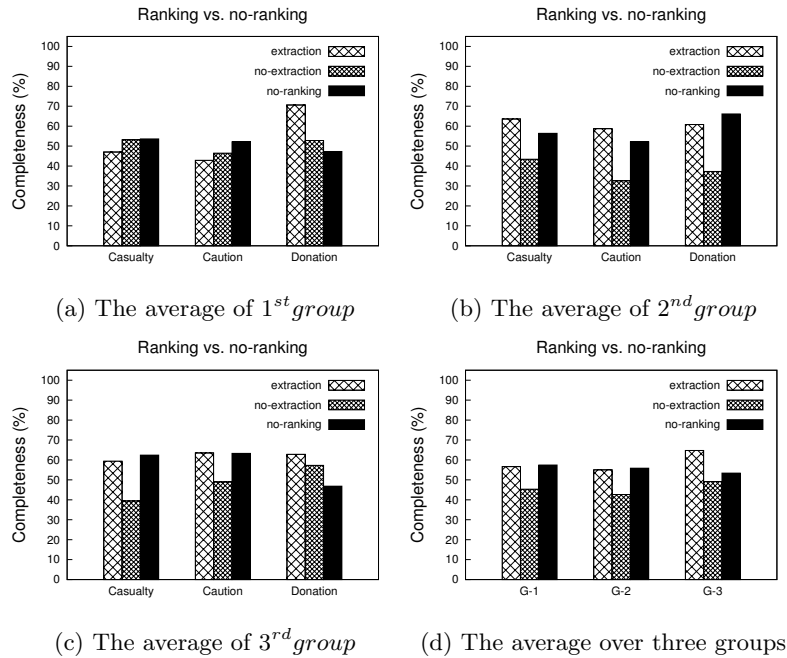 Ranking vs. no-ranking
Completeness (%)
100
90
80
70
60
50
40
30
20
10
0
extraction
no-extraction
no-ranking
Casualty Caution Donation
(a) The average of 1st group
Ranking vs. no-ranking
Completeness (%)
100
90
80
70
60
50
40
30
20
10
0
extraction
no-extraction
no-ranking
Casualty Caution Donation
(b) The average of 2nd group
Ranking vs. no-ranking
Completeness (%)
100
90
80
70
60
50
40
30
20
10
0
extraction
no-extraction
no-ranking
Casualty Caution Donation
(c) The average of 3rd group
Ranking vs. no-ranking
Completeness (%)
100
90
80
70
60
50
40
30
20
10
0
extraction
no-extraction
no-ranking
G-1 G-2 G-3
(d) The average over three groups